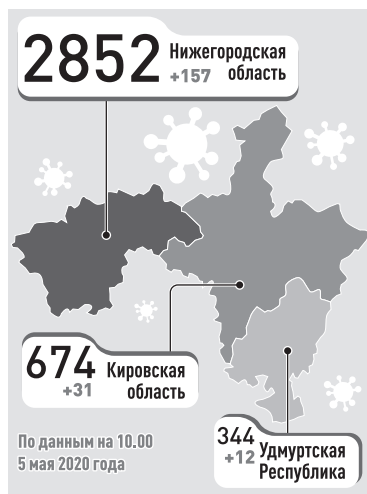 2852 Нижегородская
+157 область
674 Кировская
+31 область
По данным на 10.00
5 мая 2020 года
344 Удмуртская
+12 Республика